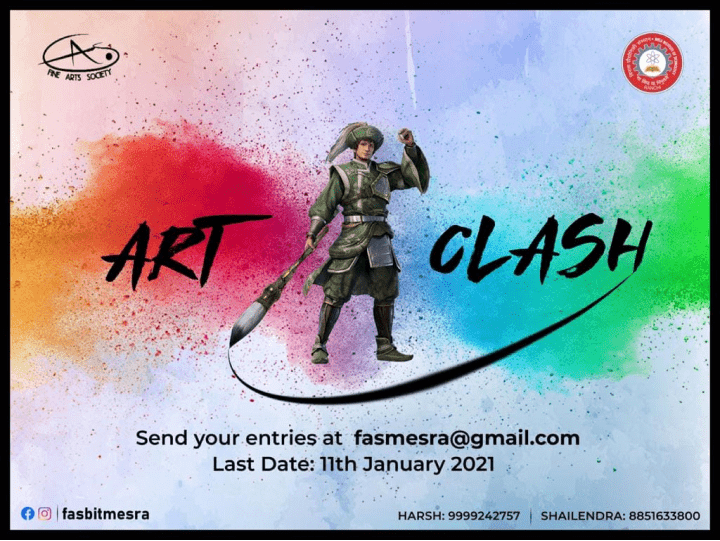 FINE ARTS SOCIETY
RANCHI
ART CLASH
Send your entries at fasmesra@gmail.com
Last Date: 11th January 2021
fasbitmesra
HARSH: 9999242757 | SHAILENDRA: 8851633800